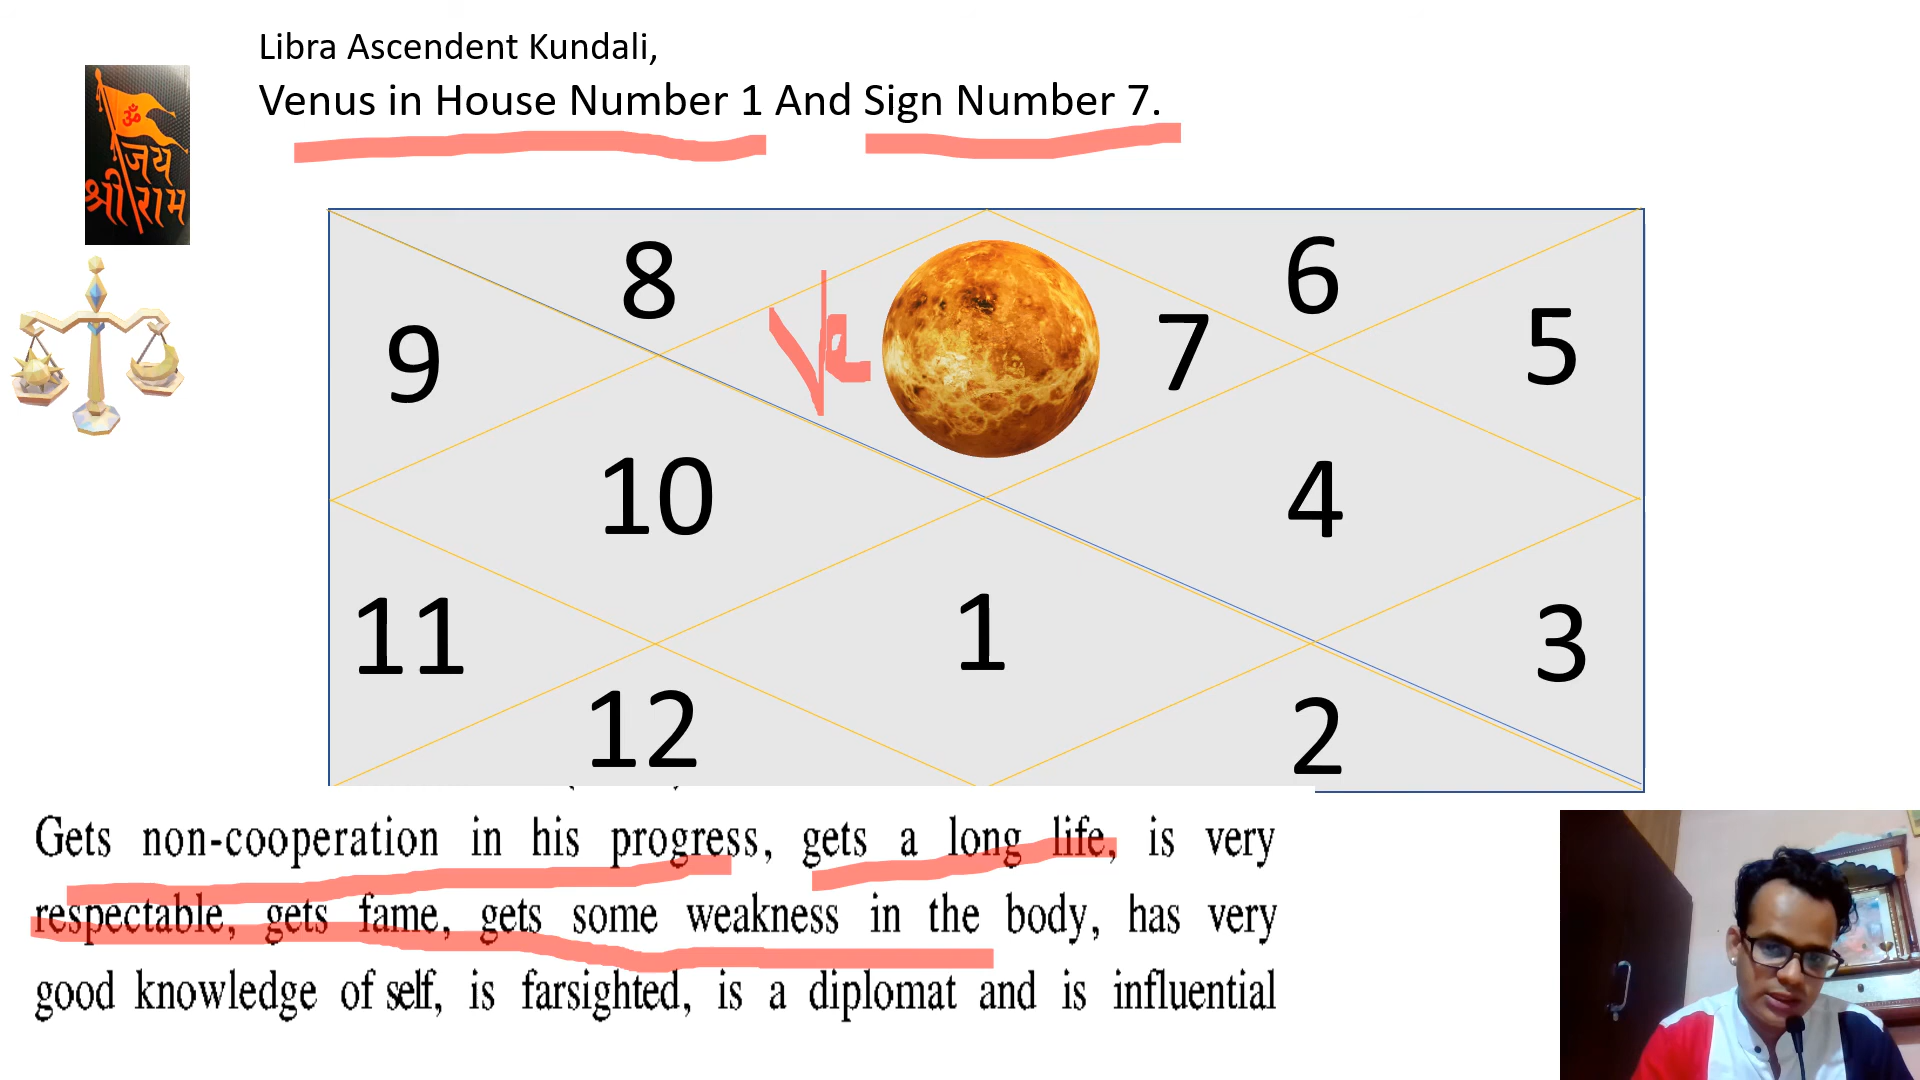 Libra Ascendent Kundali,
Venus in House Number 1 And Sign Number 7.
ॐ
जय
श्री राम
8
6
9
Ve
7
5
10
4
11
1
3
12
2
Gets non-cooperation in his progress, gets a long life, is very
respectable, gets fame, gets some weakness in the body, has very
good knowledge of self, is farsighted, is a diplomat and is influential